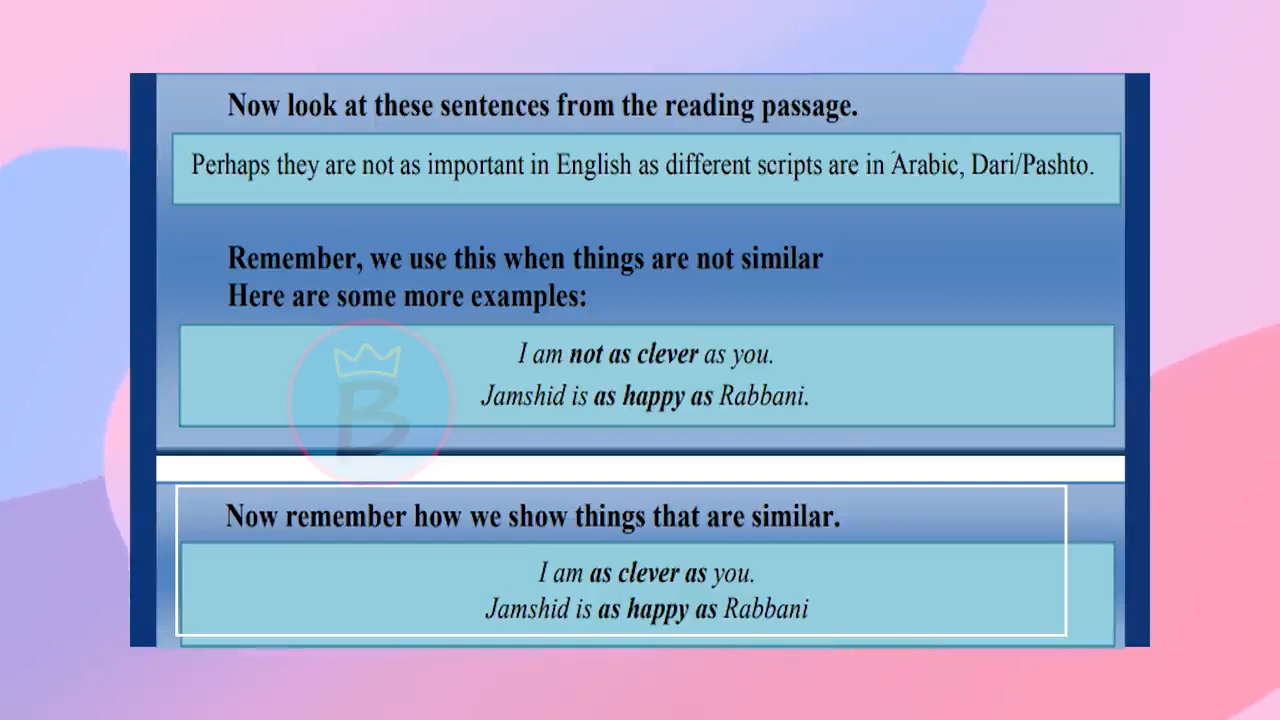 Now look at these sentences from the reading passage.
Perhaps they are not as important in English as different scripts are in Arabic, Dari/Pashto.
Remember, we use this when things are not similar
Here are some more examples:
I am not as clever as you.
Jamshid is as happy as Rabbani.
B
Now remember how we show things that are similar.
I am as clever as you.
Jamshid is as happy as Rabbani